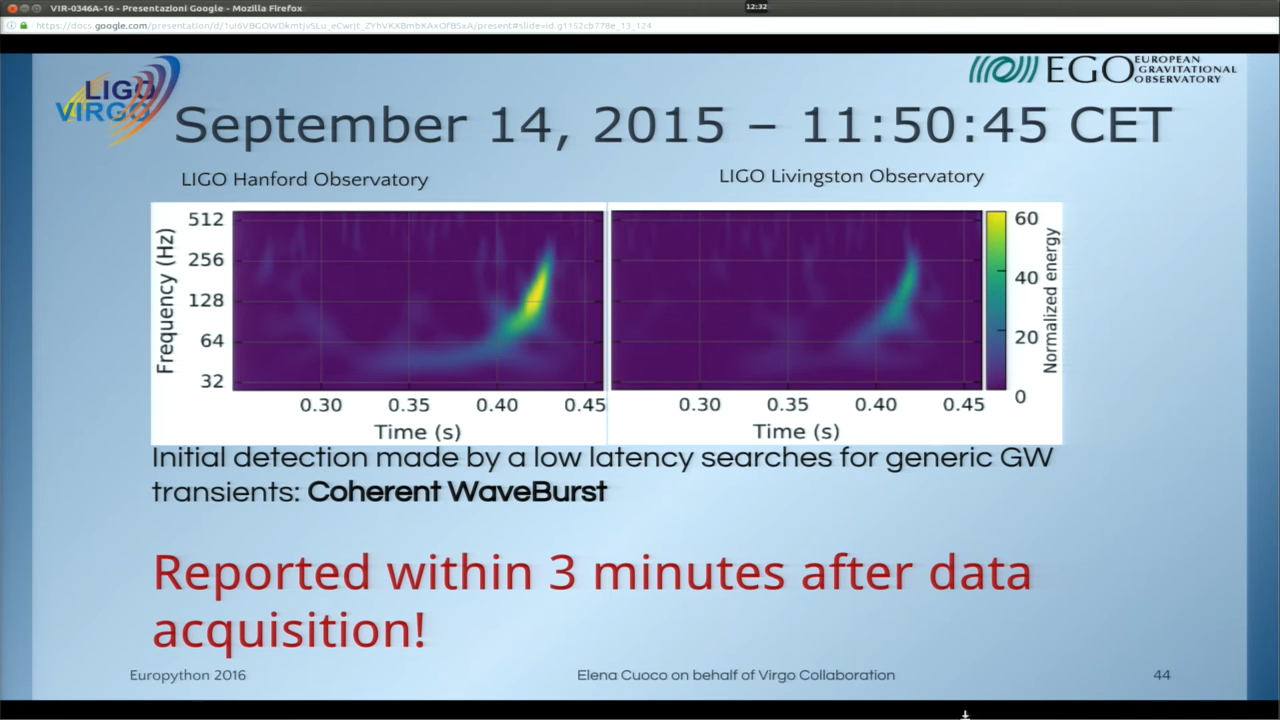 VIR-0346A-16 - Presentazioni Google - Mozilla Firefox
12:32
LIGO
VIRGO
EGO
EUROPEAN
GRAVITATIONAL
OBSERVATORY
September 14, 2015 – 11:50:45 CET
LIGO Hanford Observatory
LIGO Livingston Observatory
Frequency (Hz)
512
256
128
64
32
0.30 0.35 0.40 0.45
Time (s)
0.30 0.35 0.40 0.45
Time (s)
60
40
20
0
Normalized energy
Initial detection made by a low latency searches for generic GW
transients: Coherent WaveBurst
Reported within 3 minutes after data
acquisition!
Europython 2016
Elena Cuoco on behalf of Virgo Collaboration
44